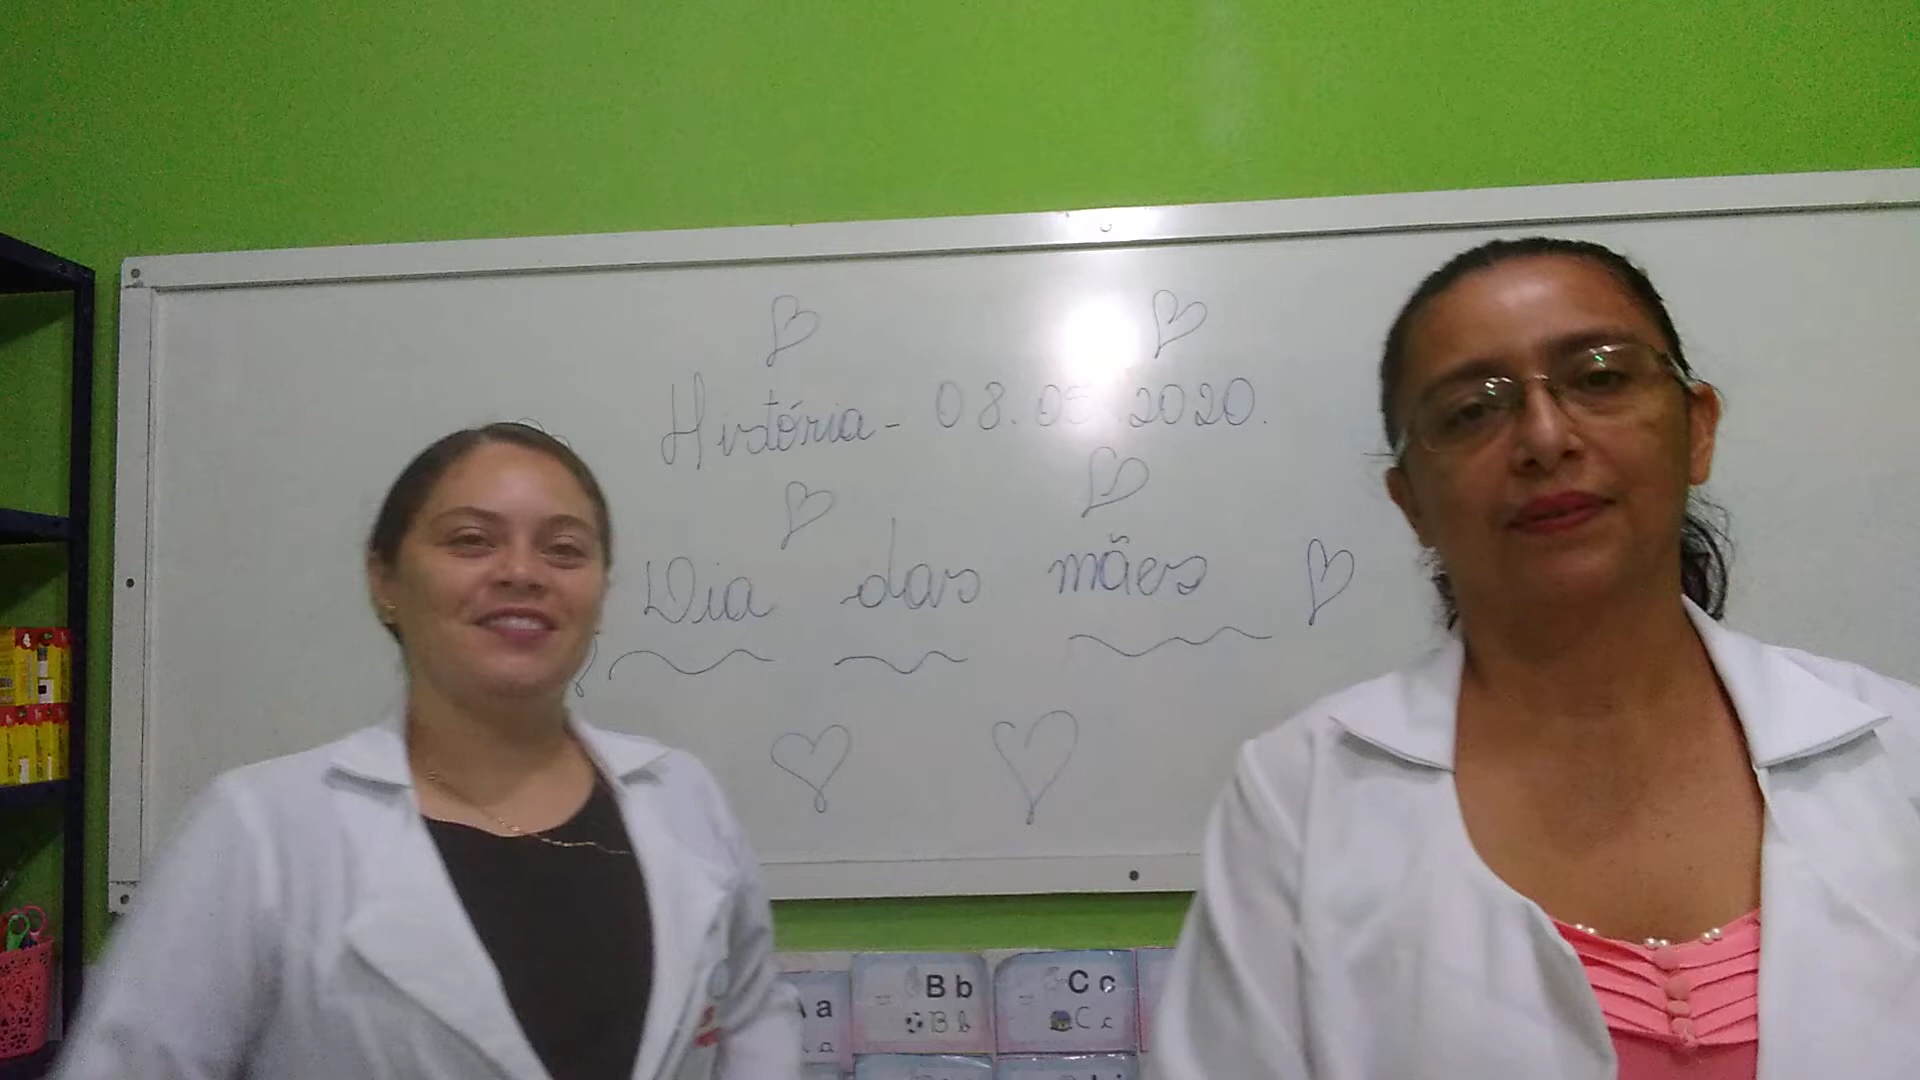 História - 08.05.2020.
Dia das mães
A a
B b
B b
C c
C c